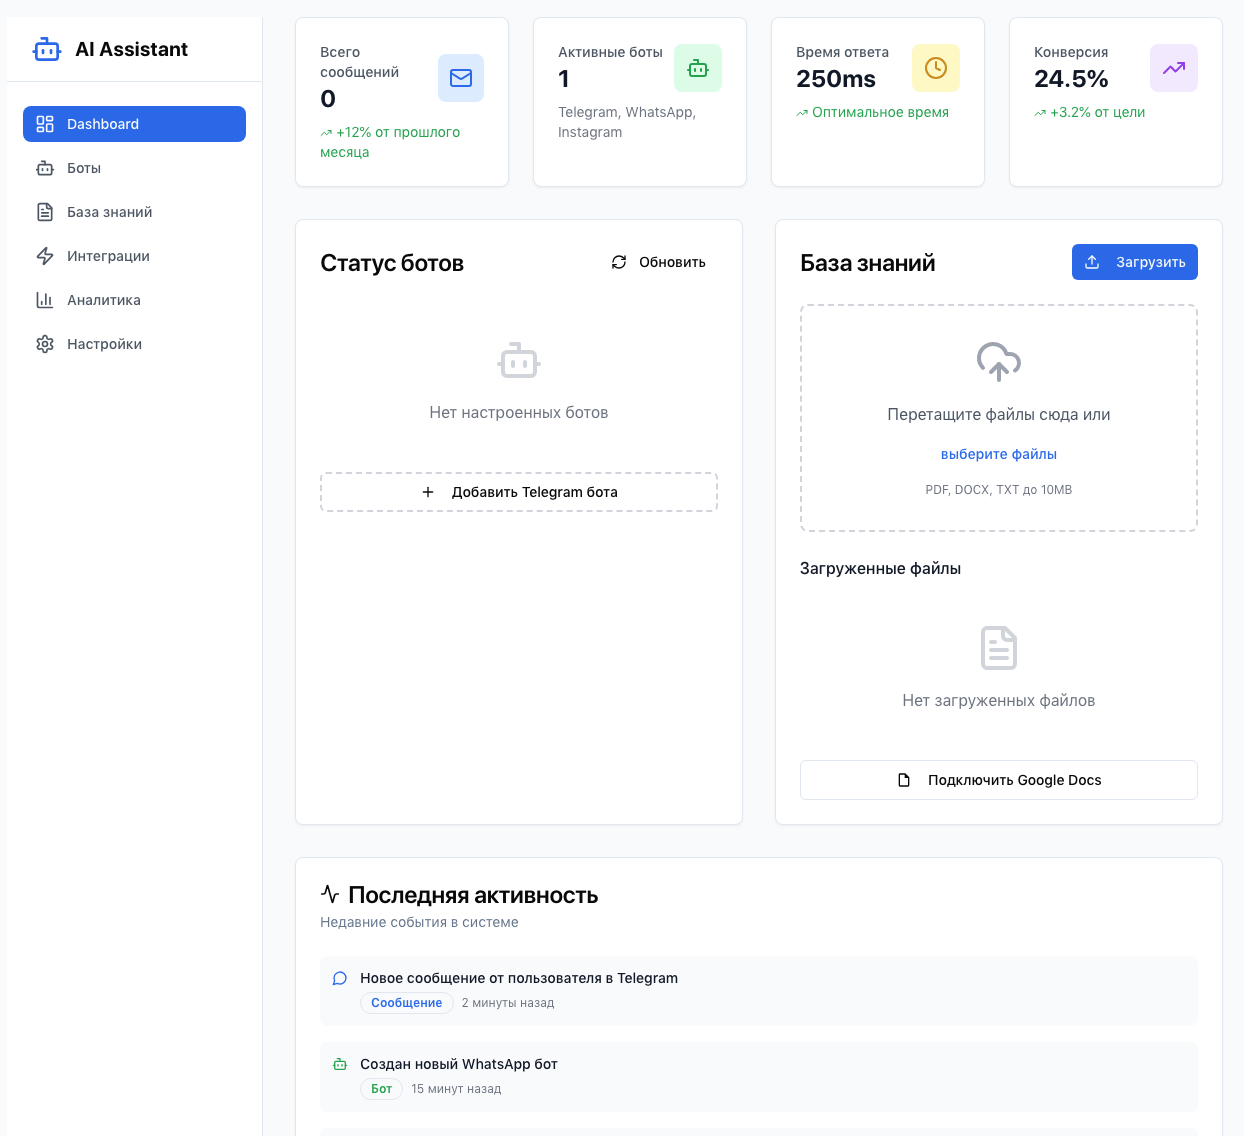 AI Assistant
Dashboard
Боты
База знаний
Интеграции
Аналитика
Настройки
Всего
сообщений
0
+12% от прошлого
месяца
Активные боты
1
Telegram, WhatsApp,
Instagram
Время ответа
250ms
Оптимальное время
Конверсия
24.5%
+3.2% от цели
Статус ботов
Обновить
Нет настроенных ботов
Добавить Telegram бота
База знаний
Загрузить
Перетащите файлы сюда или
выберите файлы
PDF, DOCX, TXT до 10MB
Загруженные файлы
Нет загруженных файлов
Подключить Google Docs
Последняя активность
Недавние события в системе
Новое сообщение от пользователя в Telegram
Сообщение 2 минуты назад
Создан новый WhatsApp бот
Бот 15 минут назад